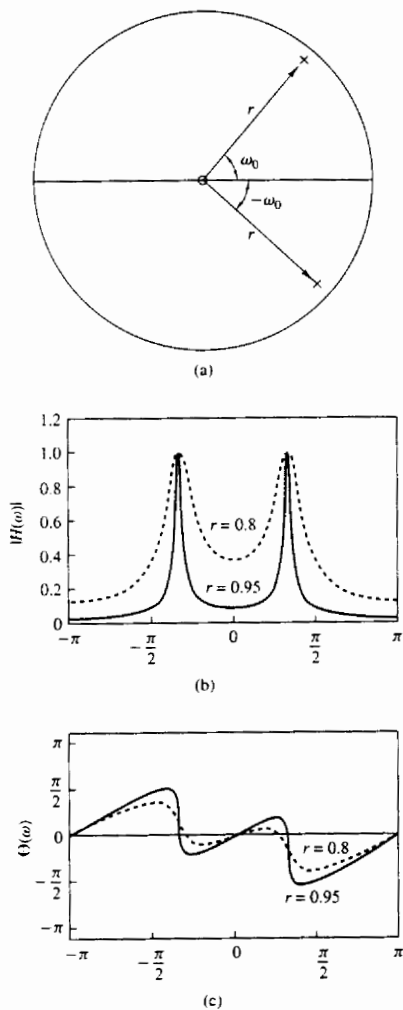 r
ω₀
−ω₀
r
(a)
|H(ω)|
1.2
1.0
0.8
0.6
0.4
0.2
0
r = 0.8
r = 0.95
−π
−π/2
0
π/2
π
(b)
Θ(ω)
π
π/2
0
−π/2
−π
r = 0.8
r = 0.95
−π
−π/2
0
π/2
π
(c)